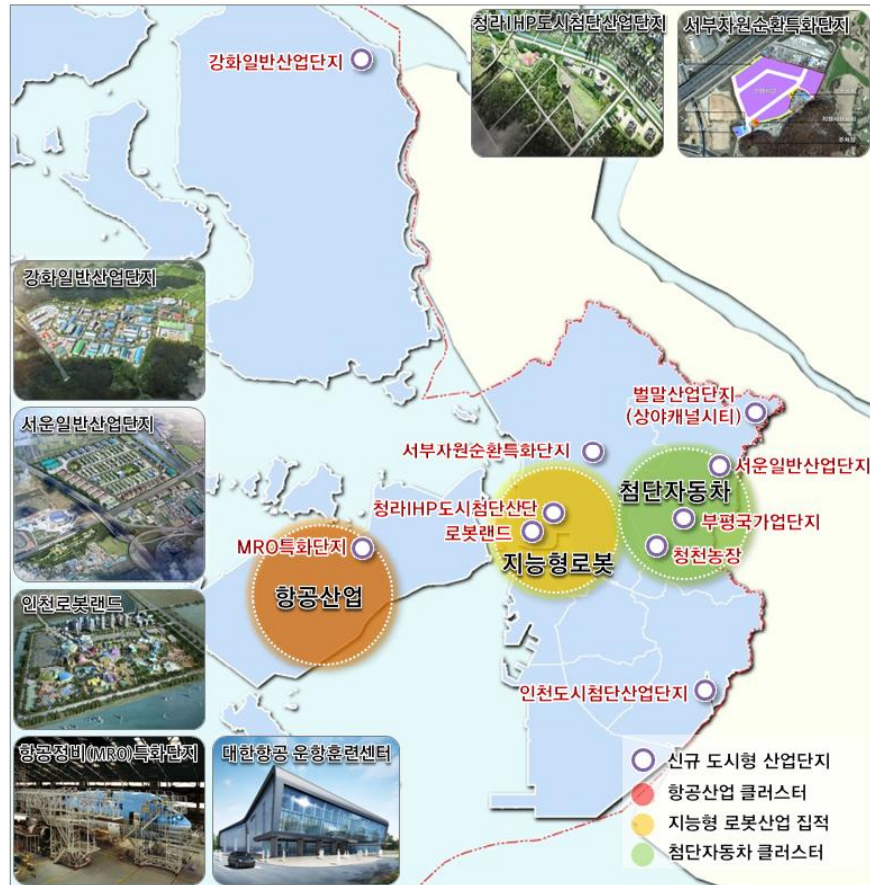 청라IHP도시첨단산업단지
서부자원순환특화단지
강화일반산업단지
강화일반산업단지
서운일반산업단지
인천로봇랜드
항공정비(MRO)특화단지
대한항공 운항훈련센터
벌말산업단지
(상야캐널시티)
서부자원순환특화단지
서운일반산업단지
첨단자동차
청라IHP도시첨단산단
로봇랜드
부평국가업단지
청천농장
지능형로봇
MRO특화단지
항공산업
인천도시첨단산업단지
신규 도시형 산업단지
항공산업 클러스터
지능형 로봇산업 집적
첨단자동차 클러스터